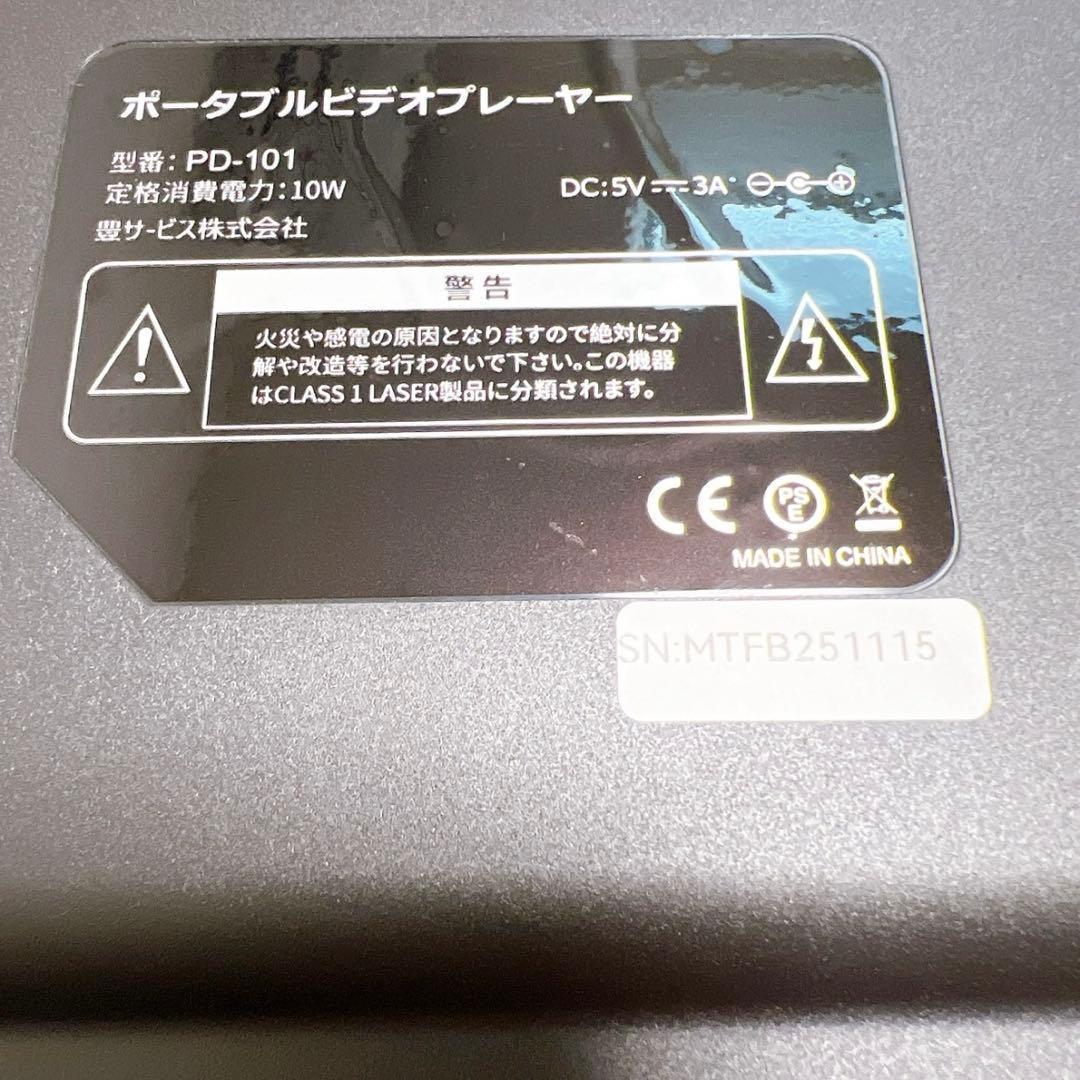 ポータブルビデオプレーヤー
型番: PD-101
定格消費電力:10W
DC:5V⎓3A
豊サービス株式会社
警告
火災や感電の原因となりますので絶対に分
解や改造等を行わないで下さい。この機器
はCLASS 1 LASER製品に分類されます。
CE
PS
E
MADE IN CHINA
SN:MTFB251115